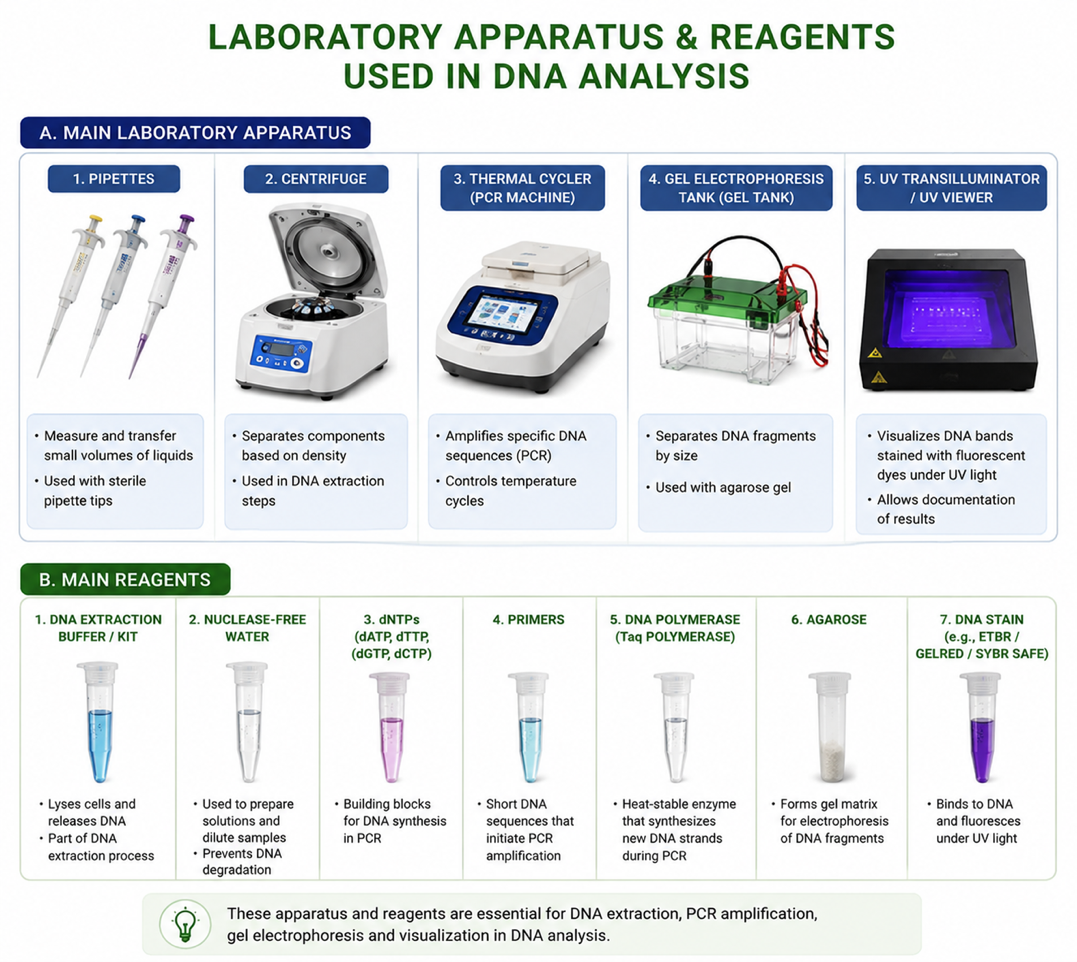 LABORATORY APPARATUS & REAGENTS
USED IN DNA ANALYSIS
A. MAIN LABORATORY APPARATUS
1. PIPETTES
2. CENTRIFUGE
3. THERMAL CYCLER
(PCR MACHINE)
4. GEL ELECTROPHORESIS
TANK (GEL TANK)
5. UV TRANSILLUMINATOR
/ UV VIEWER
• Measure and transfer
small volumes of liquids
• Used with sterile
pipette tips
• Separates components
based on density
• Used in DNA extraction
steps
• Amplifies specific DNA
sequences (PCR)
• Controls temperature
cycles
• Separates DNA fragments
by size
• Used with agarose gel
• Visualizes DNA bands
stained with fluorescent
dyes under UV light
• Allows documentation
of results
B. MAIN REAGENTS
1. DNA EXTRACTION
BUFFER / KIT
• Lyses cells and
releases DNA
• Part of DNA
extraction process
2. NUCLEASE-FREE
WATER
• Used to prepare
solutions and
dilute samples
• Prevents DNA
degradation
3. dNTPs
(dATP, dTTP,
(dGTP, dCTP)
• Building blocks
for DNA synthesis
in PCR
4. PRIMERS
• Short DNA
sequences that
initiate PCR
amplification
5. DNA POLYMERASE
(Taq POLYMERASE)
• Heat-stable enzyme
that synthesizes
new DNA strands
during PCR
6. AGAROSE
• Forms gel matrix
for electrophoresis
of DNA fragments
7. DNA STAIN
(e.g., ETBR /
GELRED / SYBR SAFE)
• Binds to DNA
and fluoresces
under UV light
These apparatus and reagents are essential for DNA extraction, PCR amplification,
gel electrophoresis and visualization in DNA analysis.